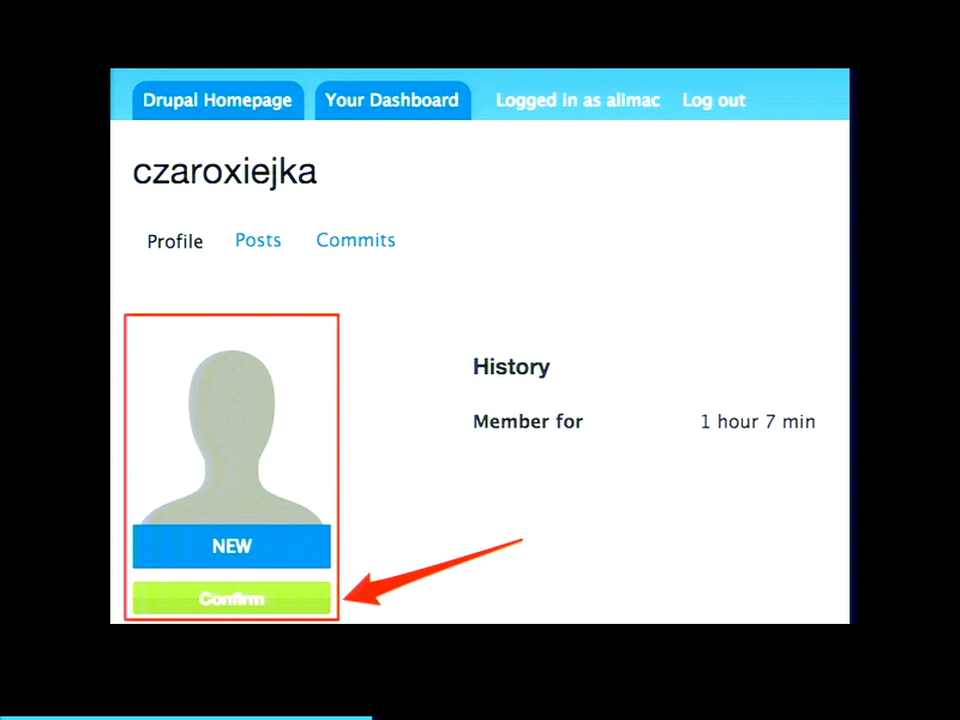 Drupal Homepage Your Dashboard Logged in as alimac Log out
czaroxiejka
Profile Posts Commits
History
Member for 1 hour 7 min
NEW
Confirm